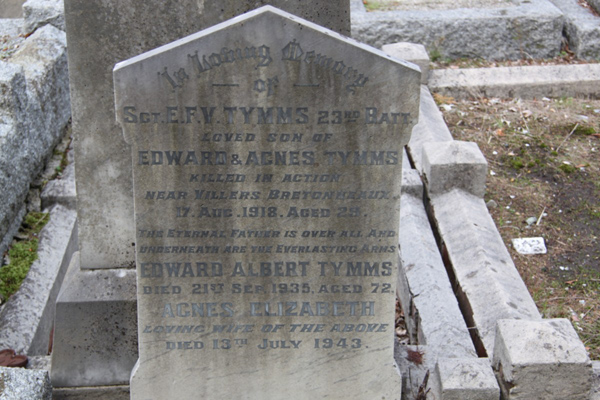 In Loving Memory
OF
SGT. E.F.V. TYMMS 23RD BATT.
LOVED SON OF
EDWARD & AGNES TYMMS
KILLED IN ACTION
NEAR VILLERS BRETONNEAUX,
17 AUG. 1918, AGED 29.
THE ETERNAL FATHER IS OVER ALL AND
UNDERNEATH ARE THE EVERLASTING ARMS
EDWARD ALBERT TYMMS
DIED 21ST SEP. 1935, AGED 72.
AGNES ELIZABETH
LOVING WIFE OF THE ABOVE
DIED 13TH JULY 1943.